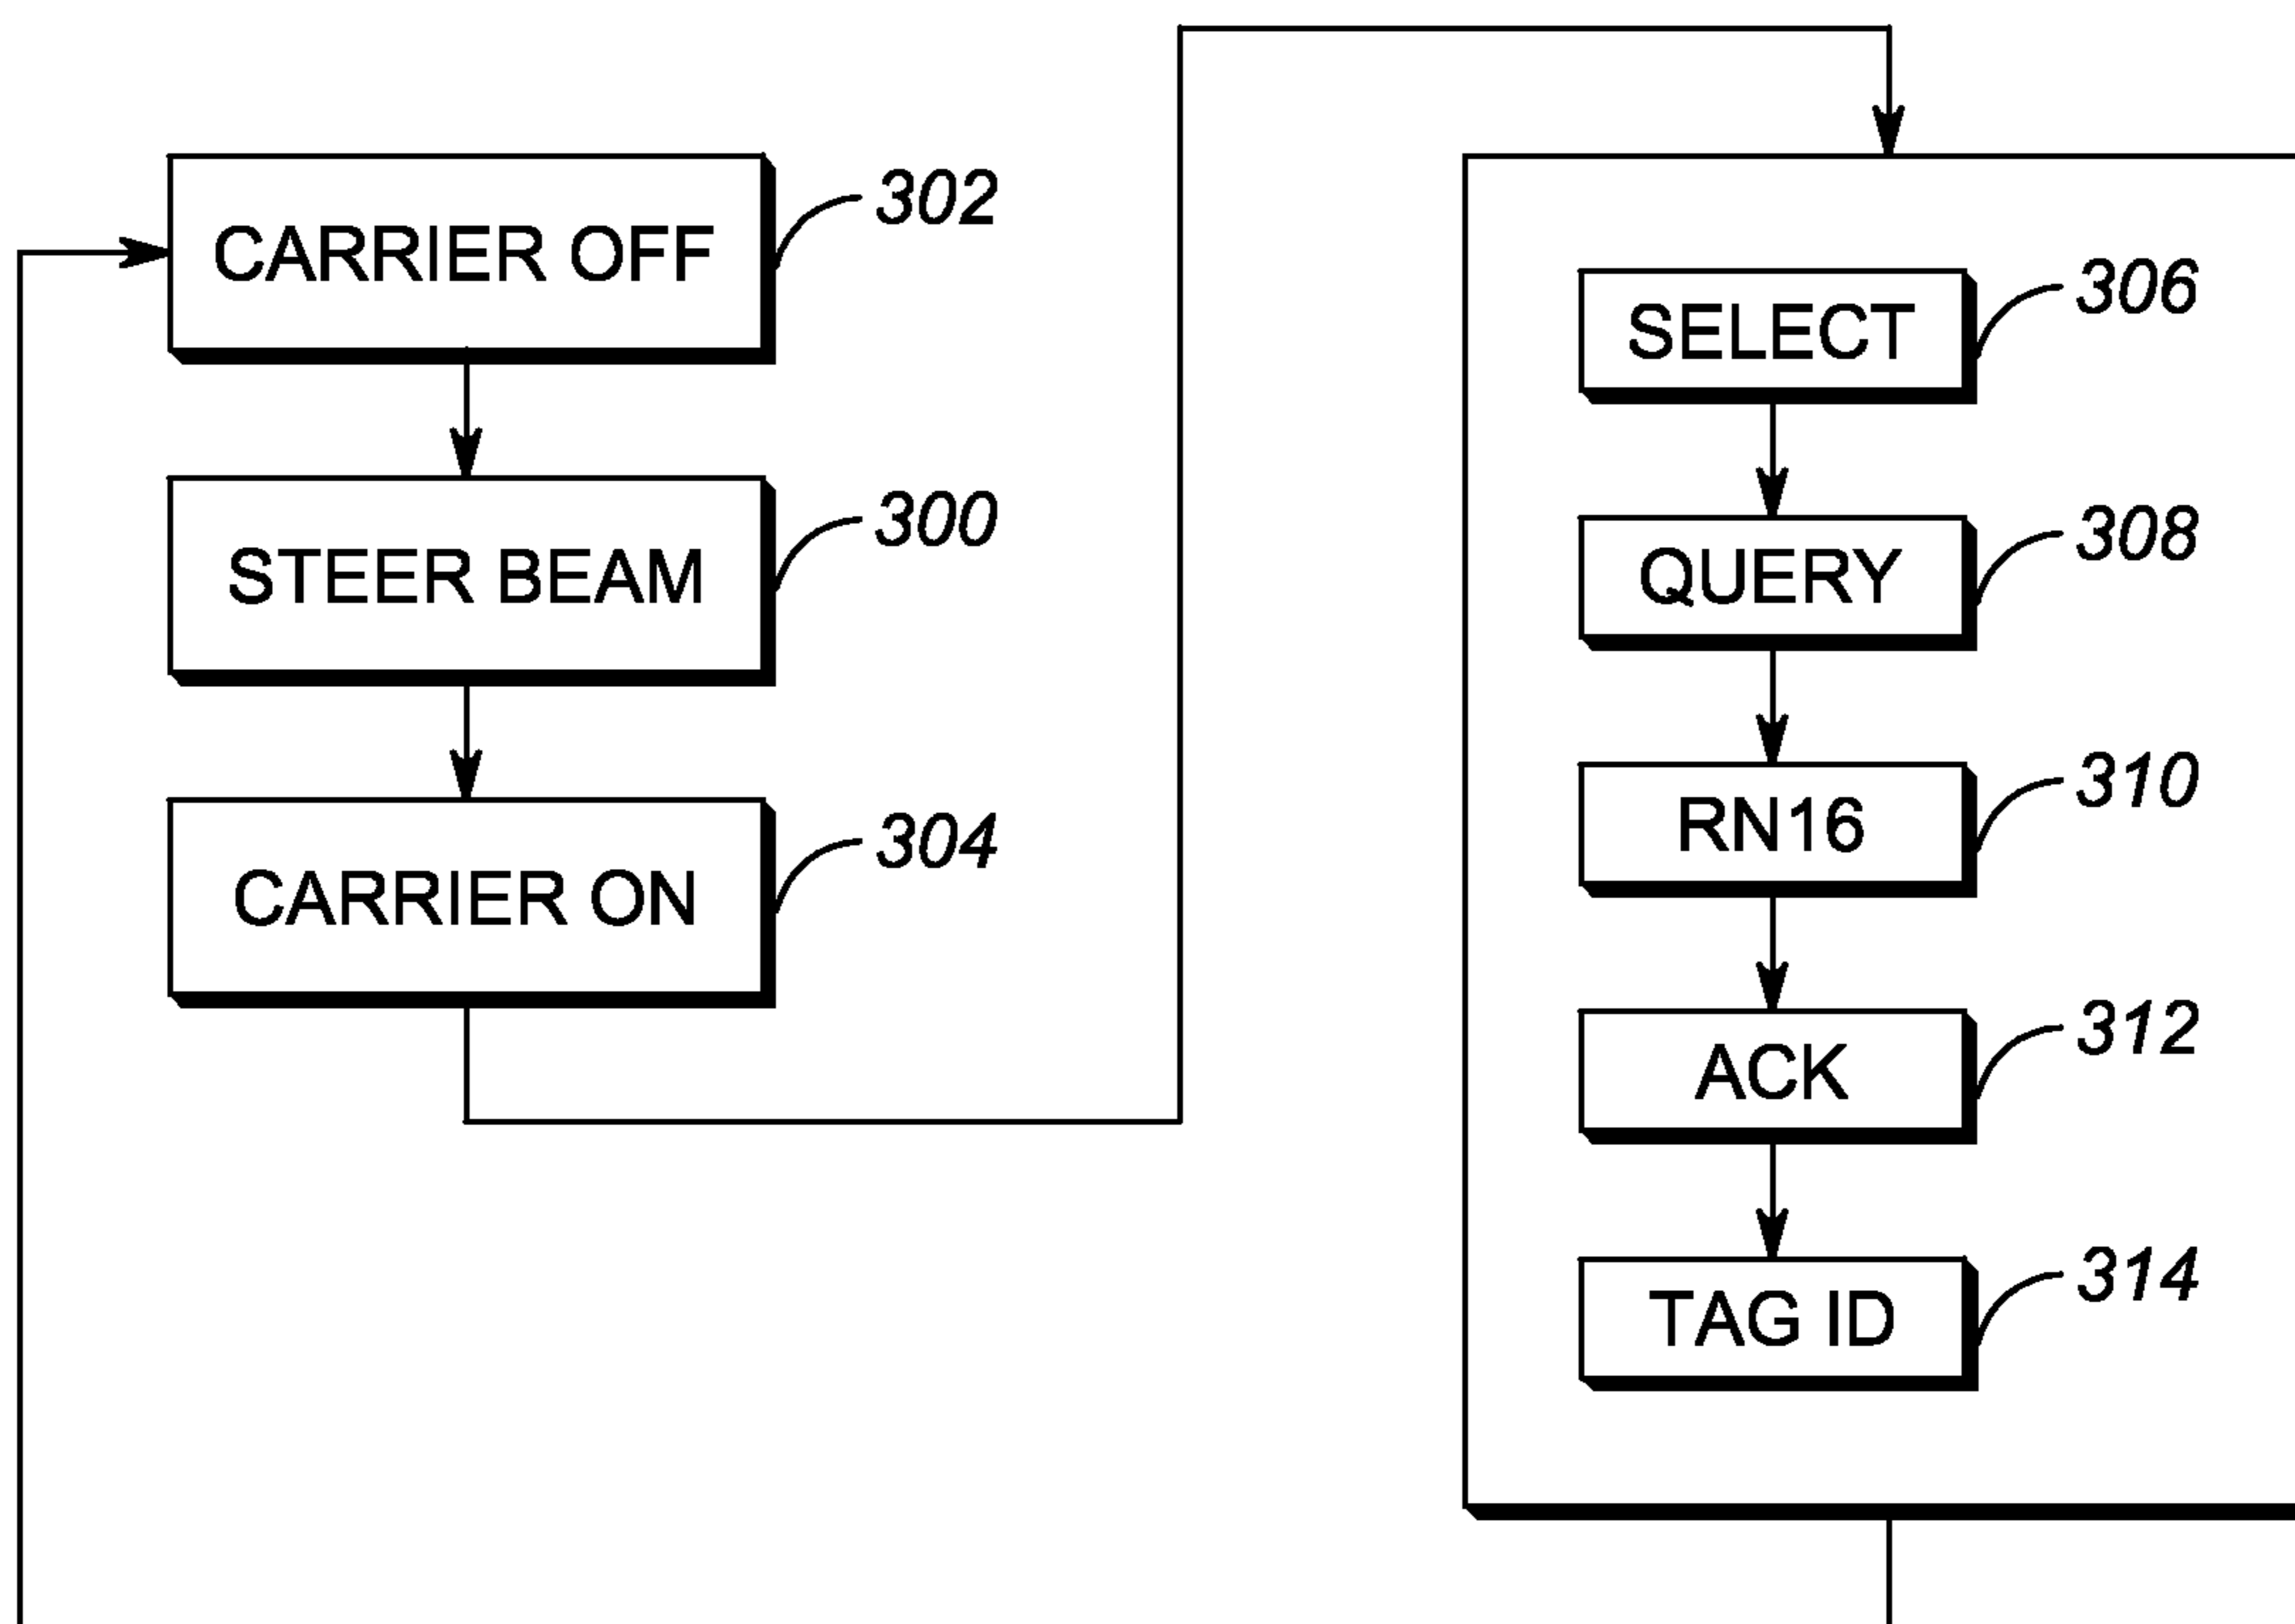 CARRIER OFF
302
STEER BEAM
300
CARRIER ON
304
SELECT
306
QUERY
308
RN16
310
ACK
312
TAG ID
314